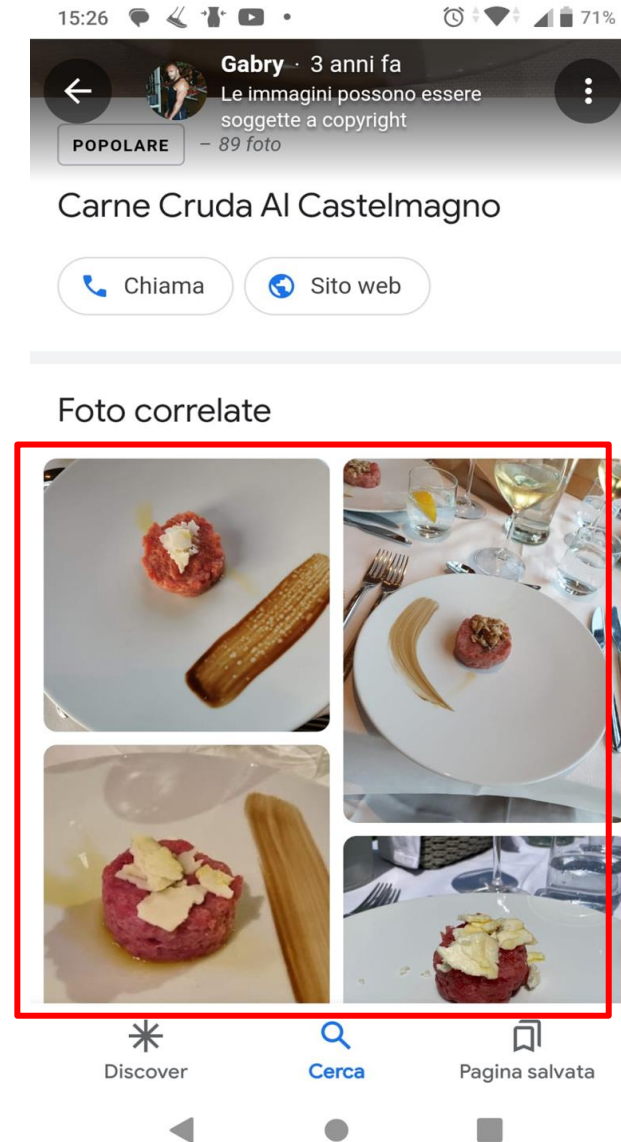 15:26
71%
Gabry · 3 anni fa
Le immagini possono essere
soggette a copyright
POPOLARE – 89 foto
Carne Cruda Al Castelmagno
Chiama
Sito web
Foto correlate
Discover
Cerca
Pagina salvata